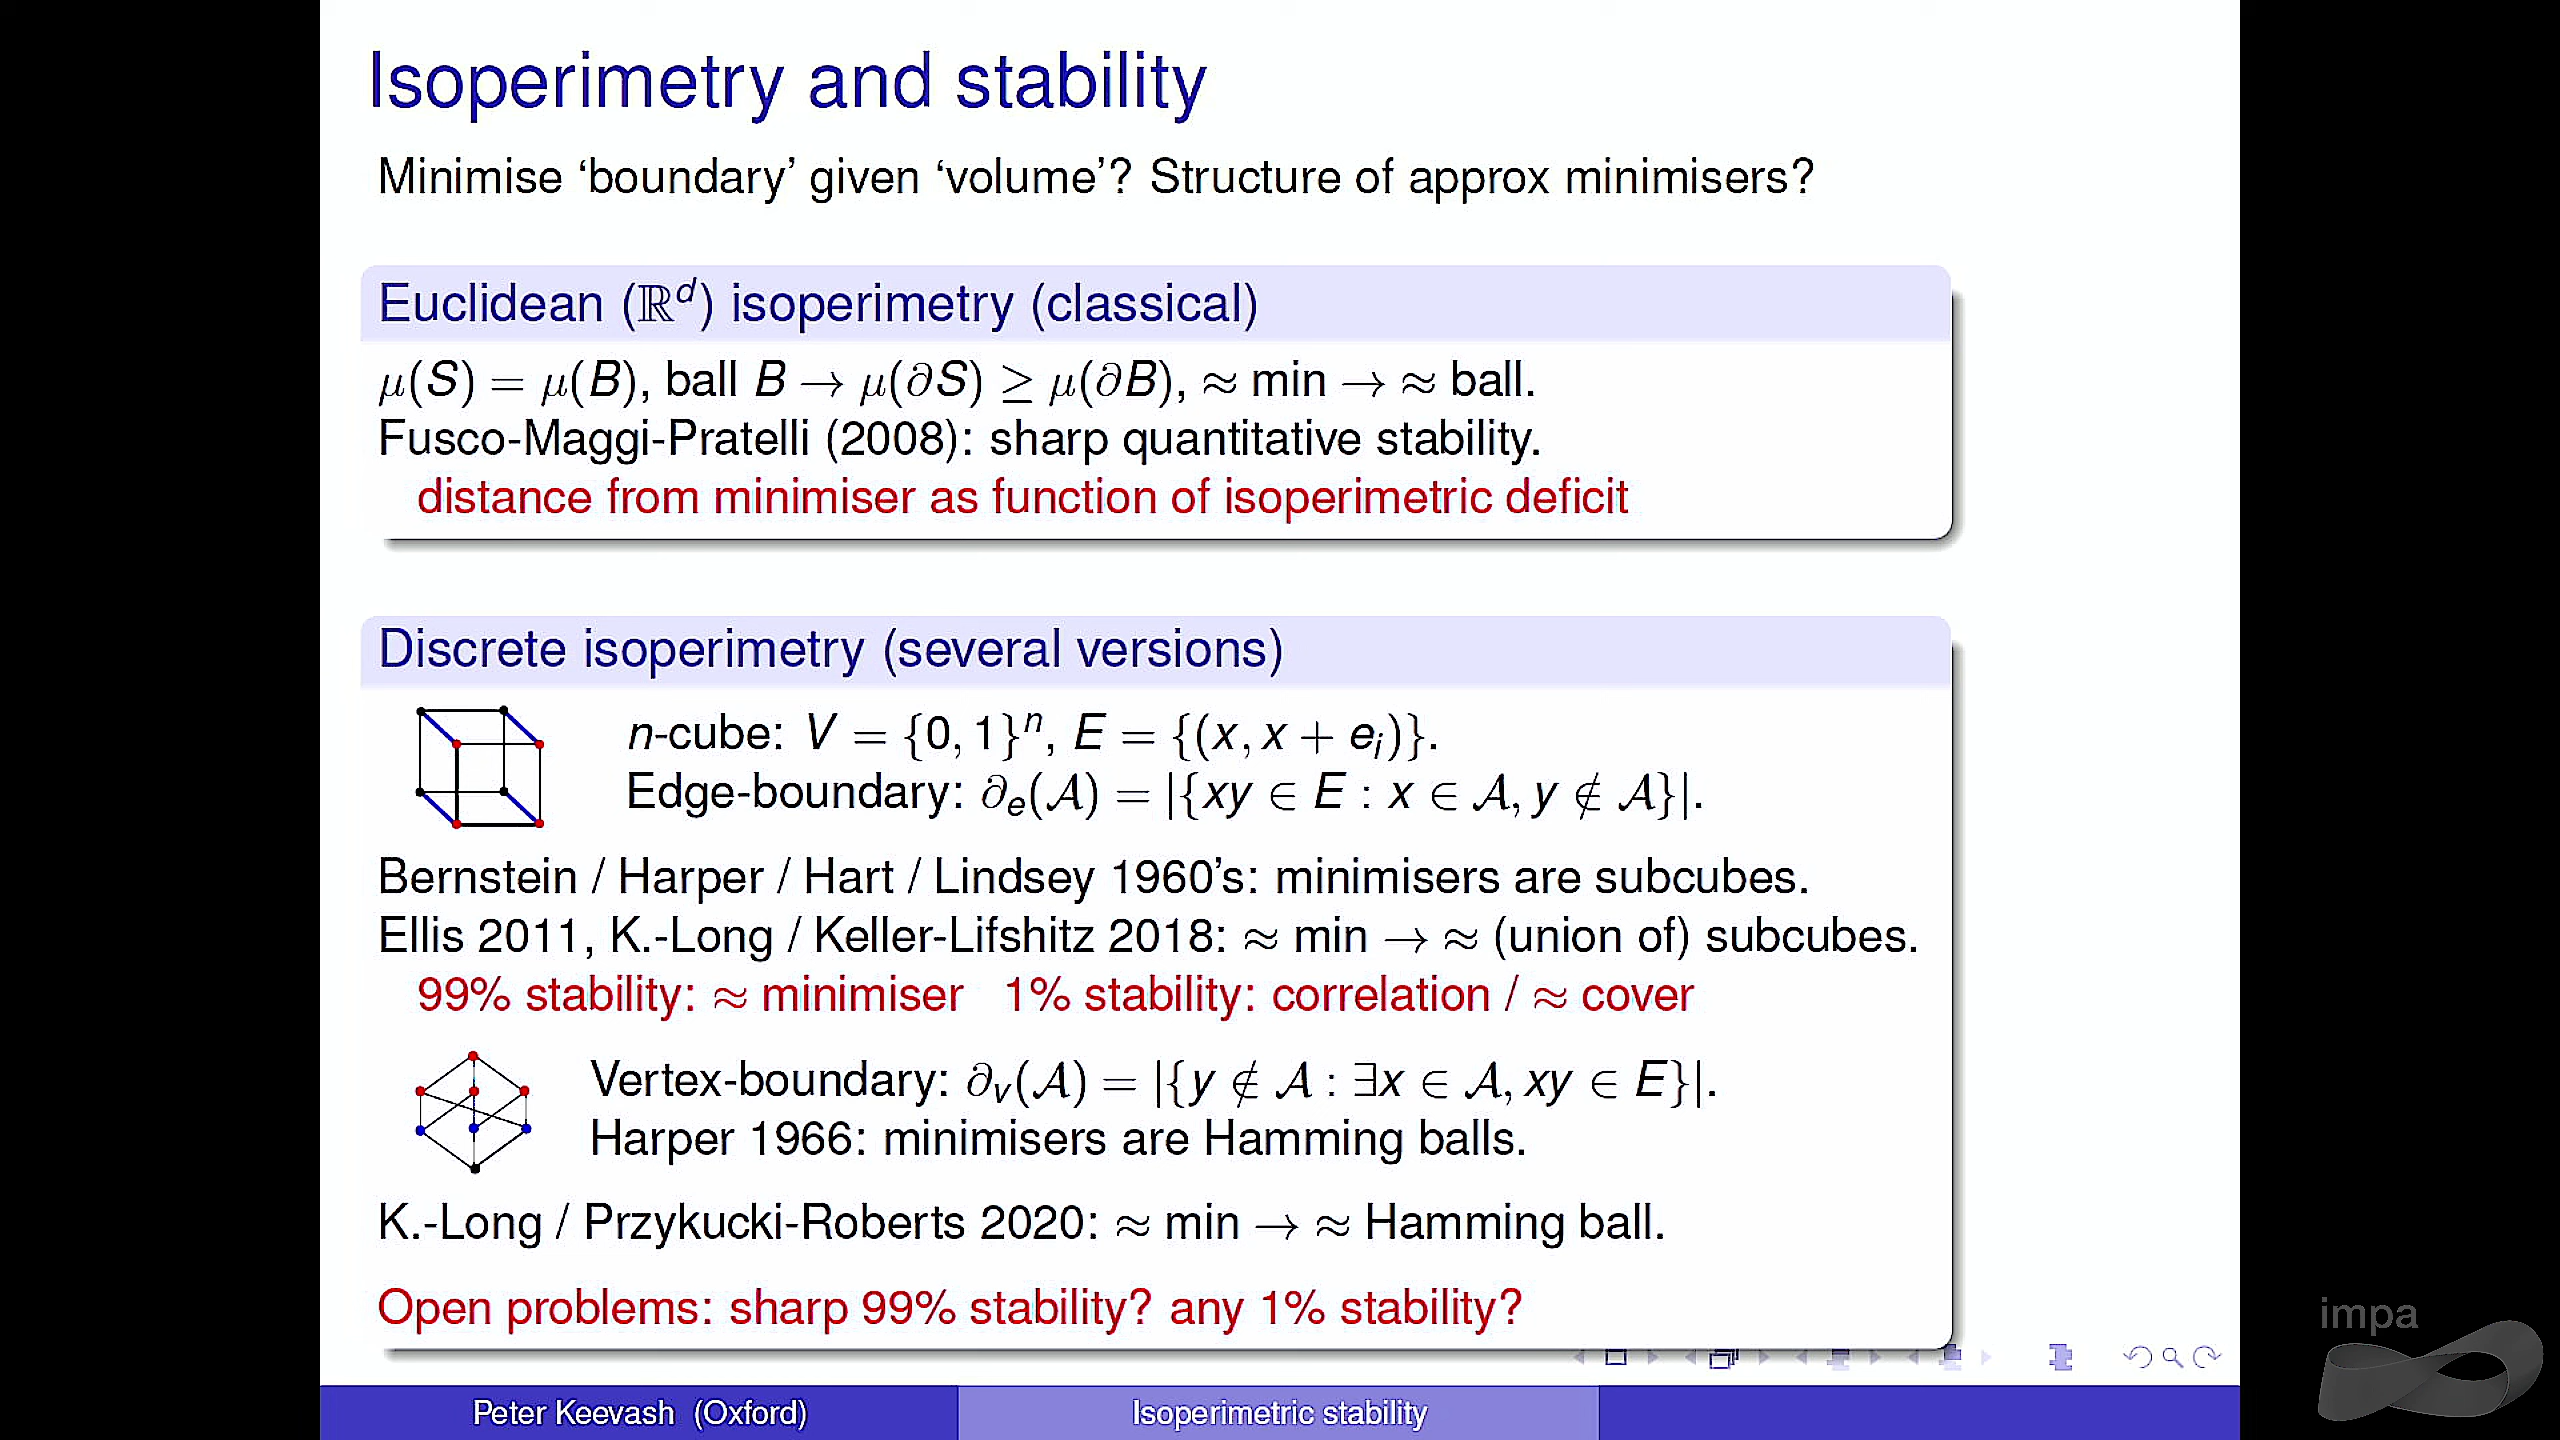 Isoperimetry and stability
Minimise ‘boundary’ given ‘volume’? Structure of approx minimisers?
Euclidean (ℝᵈ) isoperimetry (classical)
μ(S) = μ(B), ball B → μ(∂S) ≥ μ(∂B), ≈ min → ≈ ball.
Fusco-Maggi-Pratelli (2008): sharp quantitative stability.
distance from minimiser as function of isoperimetric deficit
Discrete isoperimetry (several versions)
n-cube: V = {0, 1}ⁿ, E = {(x, x + eᵢ)}.
Edge-boundary: ∂ₑ(𝒜) = |{xy ∈ E : x ∈ 𝒜, y ∉ 𝒜}|.
Bernstein / Harper / Hart / Lindsey 1960’s: minimisers are subcubes.
Ellis 2011, K.-Long / Keller-Lifshitz 2018: ≈ min → ≈ (union of) subcubes.
99% stability: ≈ minimiser 1% stability: correlation / ≈ cover
Vertex-boundary: ∂ᵥ(𝒜) = |{y ∉ 𝒜 : ∃x ∈ 𝒜, xy ∈ E}|.
Harper 1966: minimisers are Hamming balls.
K.-Long / Przykucki-Roberts 2020: ≈ min → ≈ Hamming ball.
Open problems: sharp 99% stability? any 1% stability?
Peter Keevash (Oxford)
Isoperimetric stability
impa